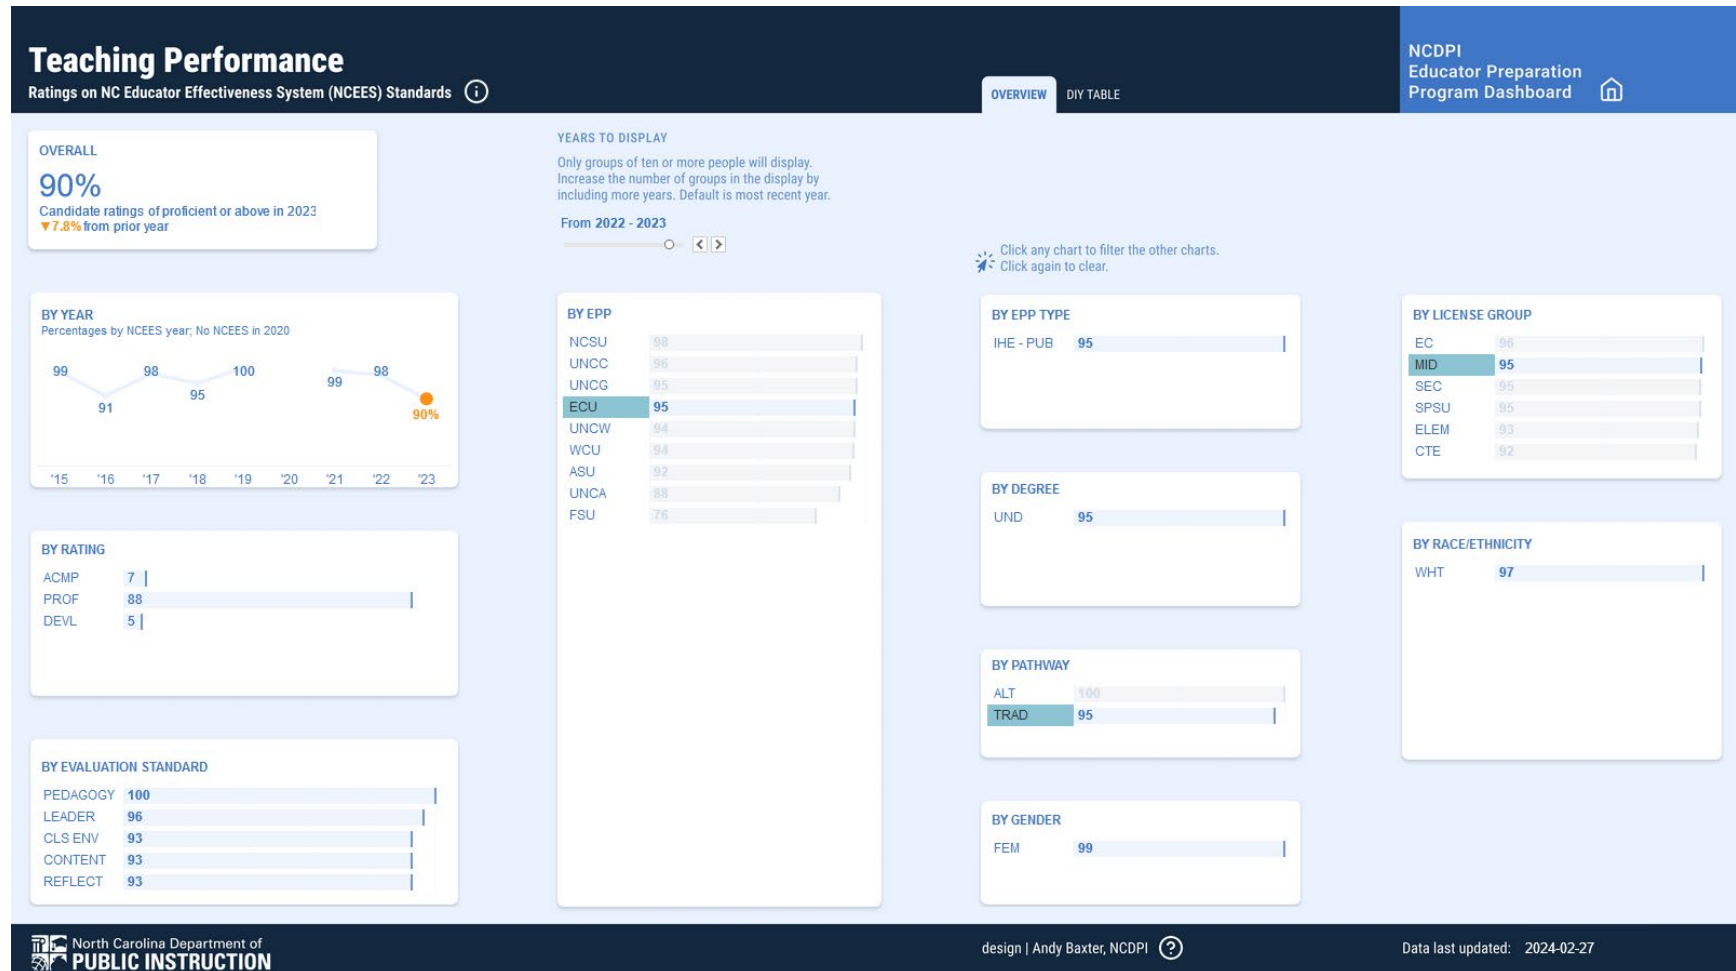 Teaching Performance
Ratings on NC Educator Effectiveness System (NCEES) Standards
OVERVIEW
DIY TABLE
NCDPI
Educator Preparation
Program Dashboard
OVERALL
90%
Candidate ratings of proficient or above in 2023
▼7.8% from prior year
YEARS TO DISPLAY
Only groups of ten or more people will display.
Increase the number of groups in the display by
including more years. Default is most recent year.
From 2022 - 2023
Click any chart to filter the other charts.
Click again to clear.
BY YEAR
Percentages by NCEES year; No NCEES in 2020
99 91 98 95 100 99 98 90%
'15 '16 '17 '18 '19 '20 '21 '22 '23
BY RATING
ACMP 7
PROF 88
DEVL 5
BY EVALUATION STANDARD
PEDAGOGY 100
LEADER 96
CLS ENV 93
CONTENT 93
REFLECT 93
BY EPP
NCSU 98
UNCC 96
UNCG 95
ECU 95
UNCW 94
WCU 94
ASU 92
UNCA 88
FSU 76
BY EPP TYPE
IHE - PUB 95
BY DEGREE
UND 95
BY PATHWAY
ALT 100
TRAD 95
BY GENDER
FEM 99
BY LICENSE GROUP
EC 96
MID 95
SEC 95
SPSU 95
ELEM 93
CTE 92
BY RACE/ETHNICITY
WHT 97
North Carolina Department of
PUBLIC INSTRUCTION
design | Andy Baxter, NCDPI
Data last updated: 2024-02-27